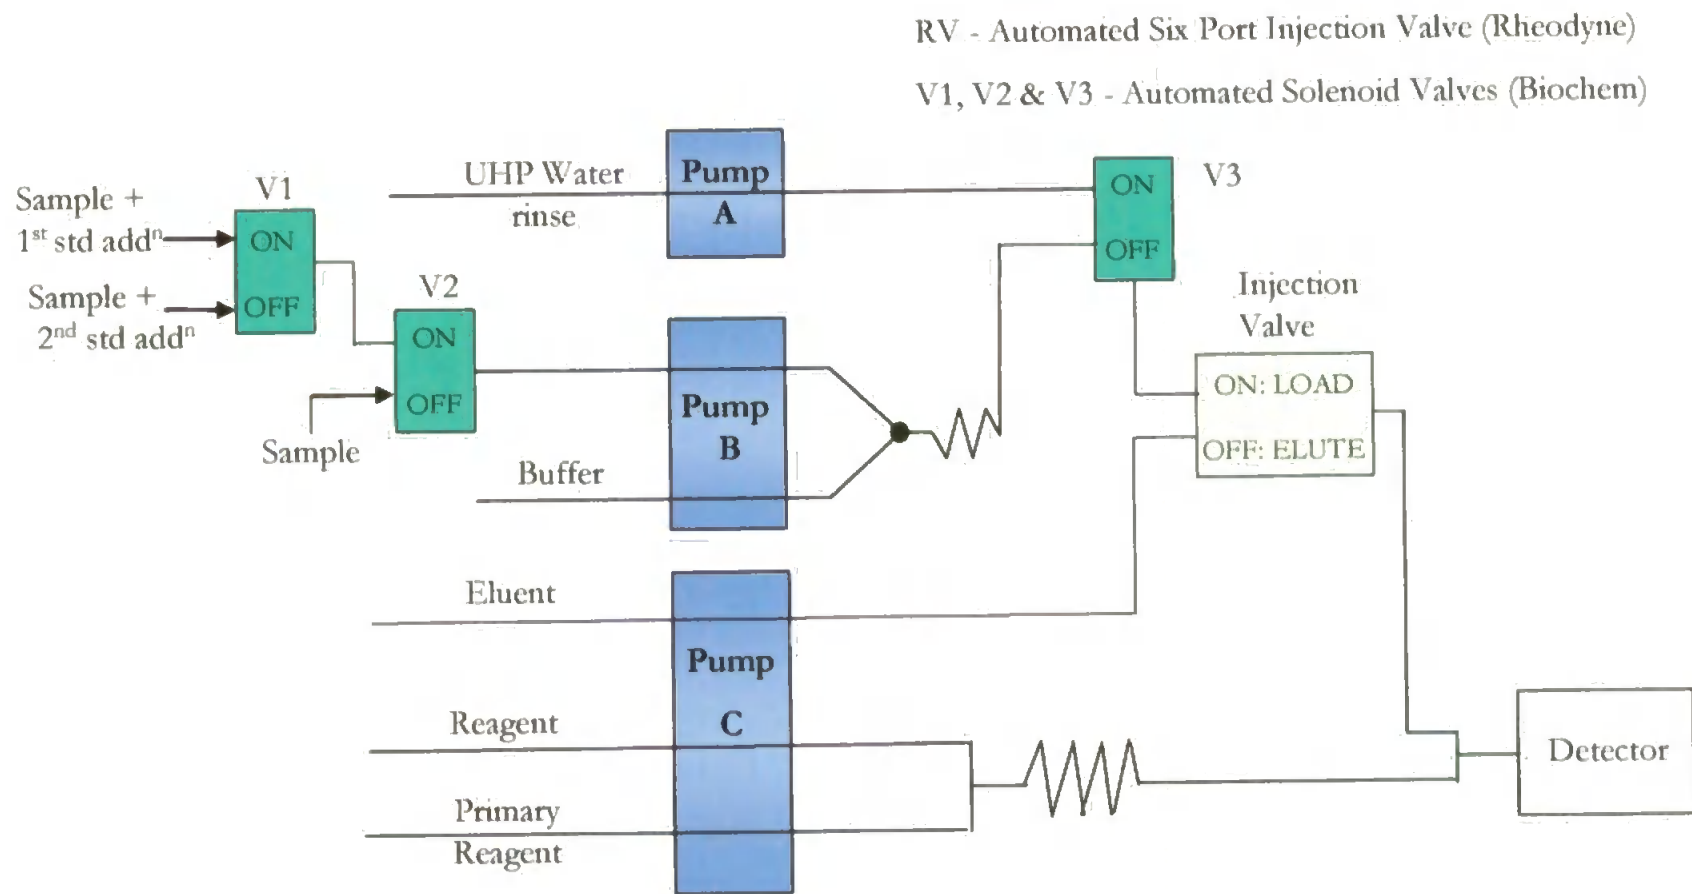 RV - Automated Six Port Injection Valve (Rheodyne)
V1, V2 & V3 - Automated Solenoid Valves (Biochem)
UHP Water
rinse
Pump
A
ON
OFF
V3
Sample +
1st std addn
Sample +
2nd std addn
V1
ON
OFF
V2
ON
OFF
Sample
Buffer
Pump
B
Injection
Valve
ON: LOAD
OFF: ELUTE
Eluent
Reagent
Primary
Reagent
Pump
C
Detector